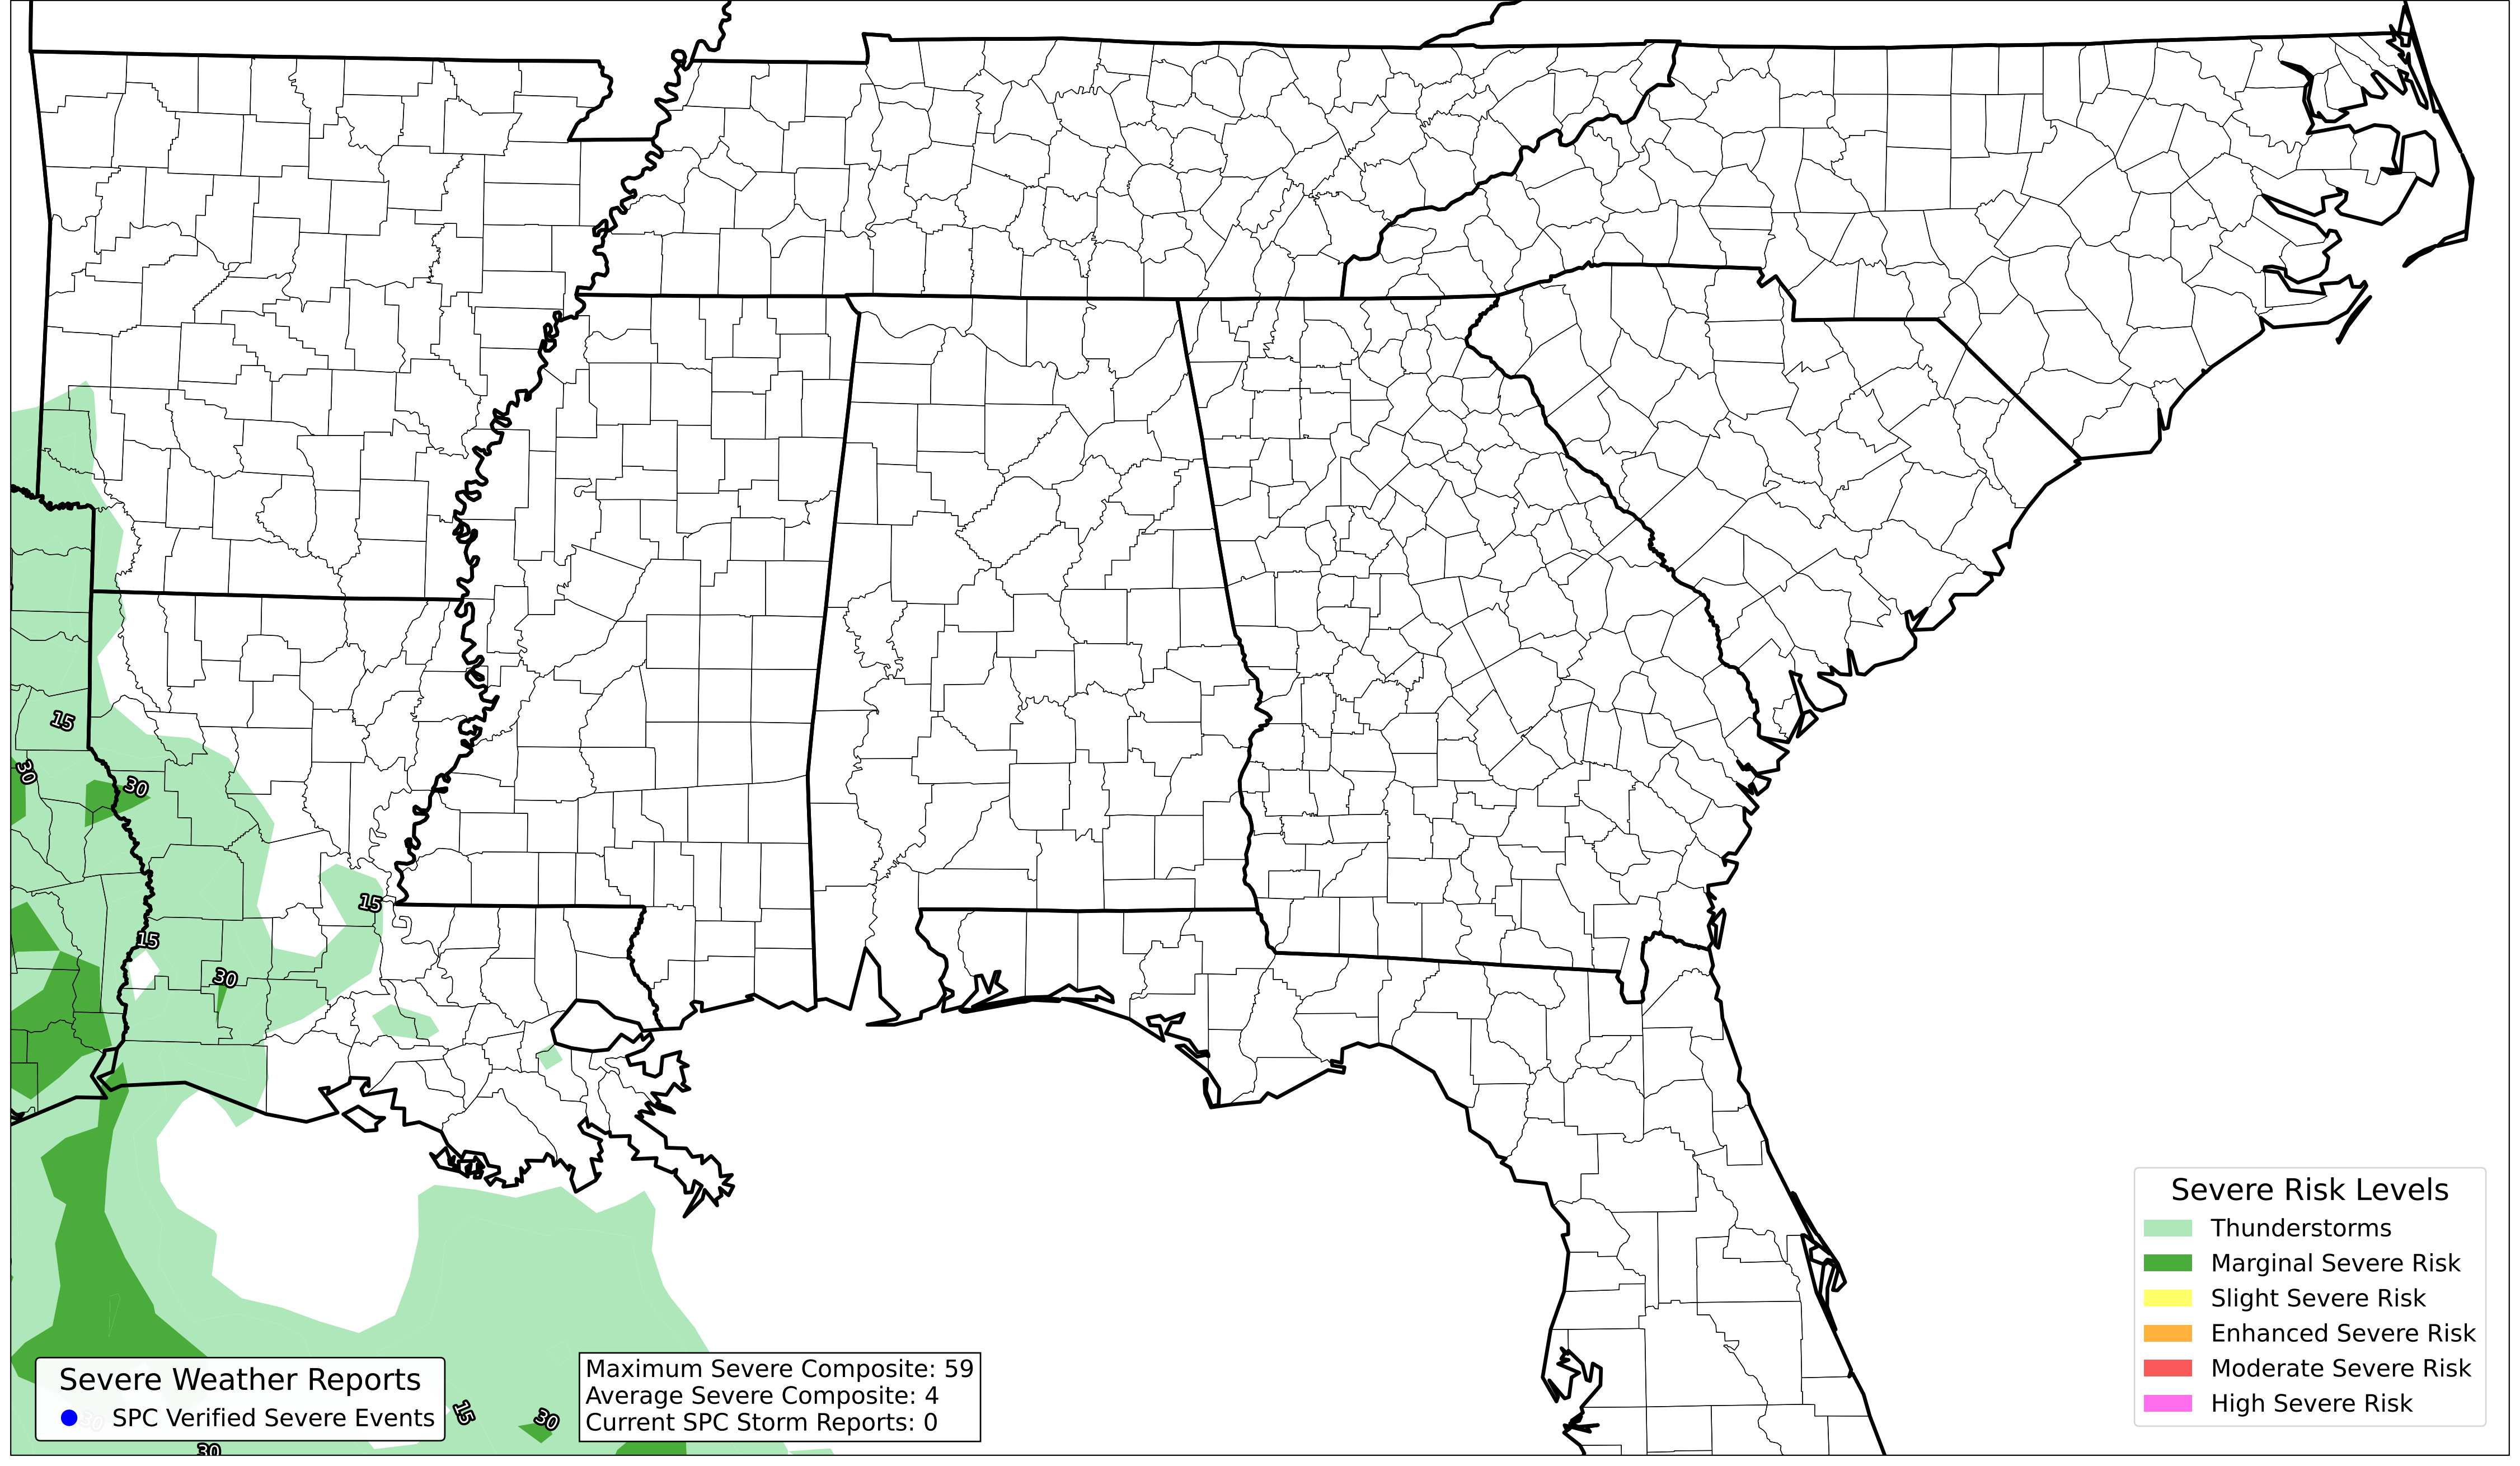 15
30
30
15
15
30
Severe Risk Levels
Thunderstorms
Marginal Severe Risk
Slight Severe Risk
Enhanced Severe Risk
Moderate Severe Risk
High Severe Risk
Severe Weather Reports
SPC Verified Severe Events
30
15
30
30
Maximum Severe Composite: 59
Average Severe Composite: 4
Current SPC Storm Reports: 0